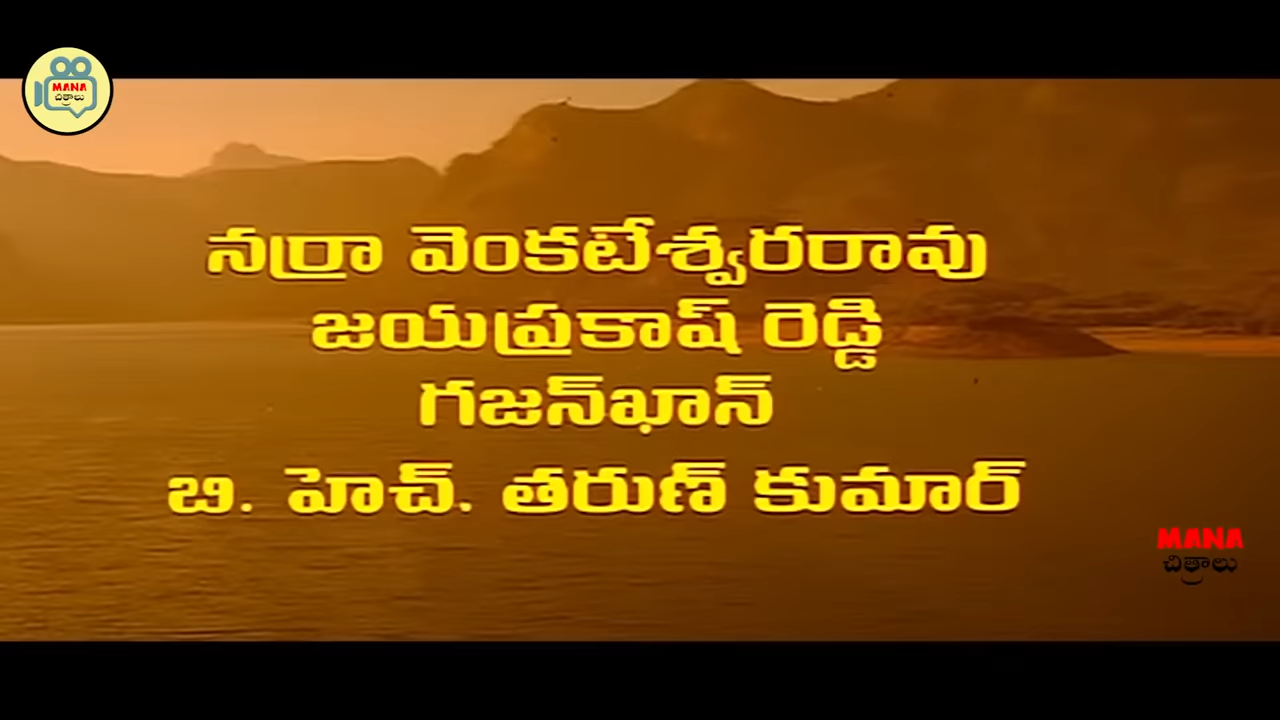 MANA
చిత్రాలు
నర్రా వెంకటేశ్వరరావు
జయప్రకాష్ రెడ్డి
గజన్‌ఖాన్
బి. హెచ్. తరుణ్ కుమార్
MANA
చిత్రాలు